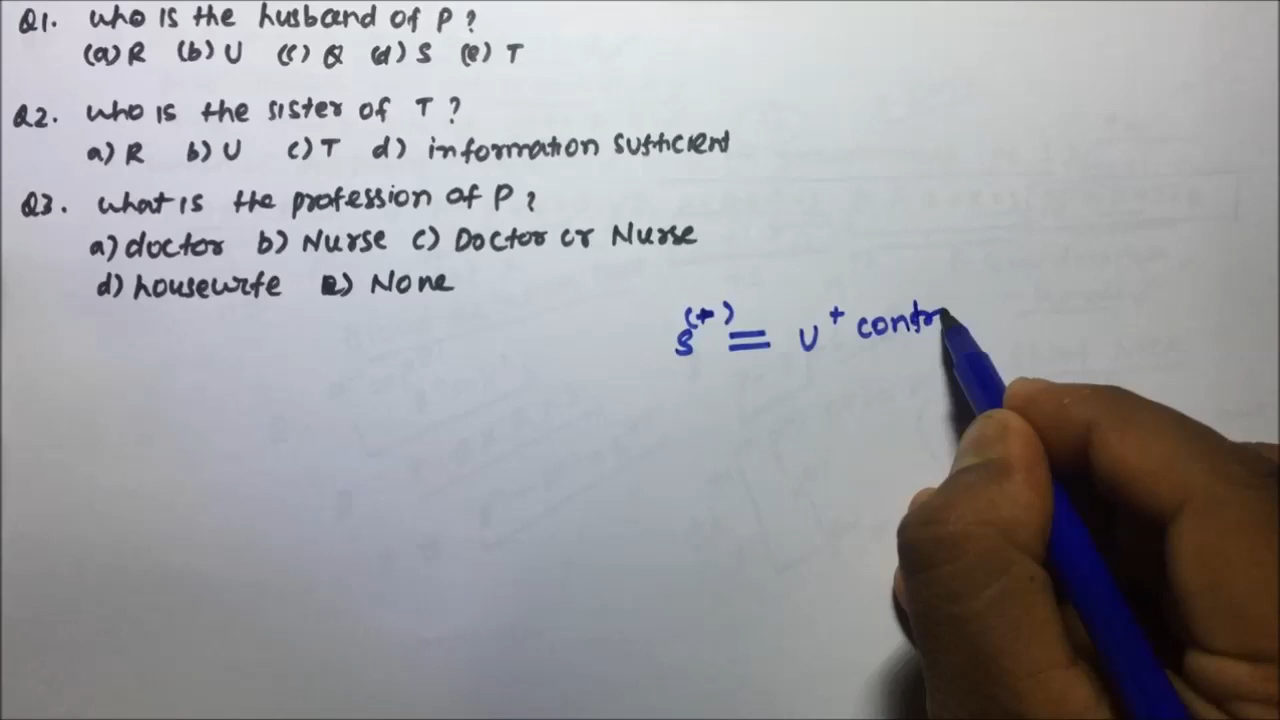 Q1. who is the husband of P?
(a) R (b) U (c) Q (d) S (e) T
Q2. who is the sister of T?
a) R b) U c) T d) information sufficient
Q3. what is the profession of P?
a) doctor b) Nurse c) Doctor or Nurse
d) housewife e) None
S(+) = U+ contr